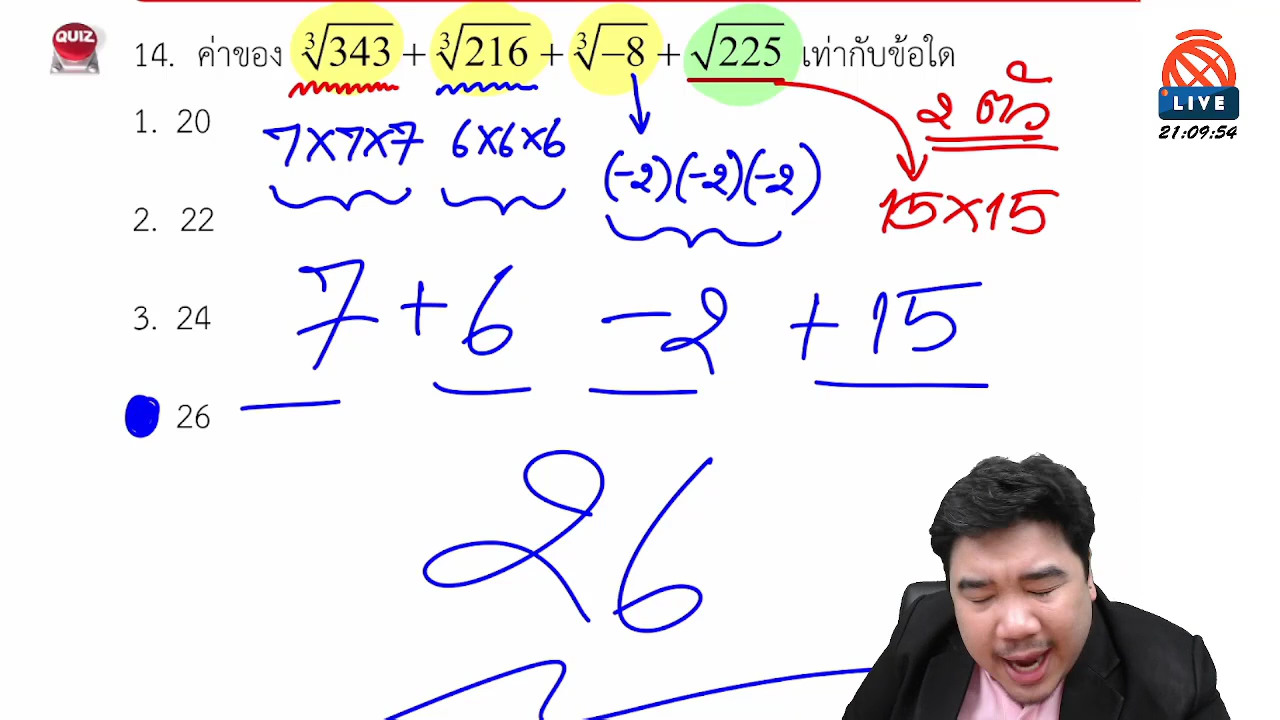 QUIZ
14. ค่าของ ∛343 + ∛216 + ∛−8 + √225 เท่ากับข้อใด
LIVE
21:09:54
2 ตัว
1. 20
7×7×7 6×6×6 (−2)(−2)(−2)
15×15
2. 22
3. 24
7 + 6 − 2 + 15
26
26